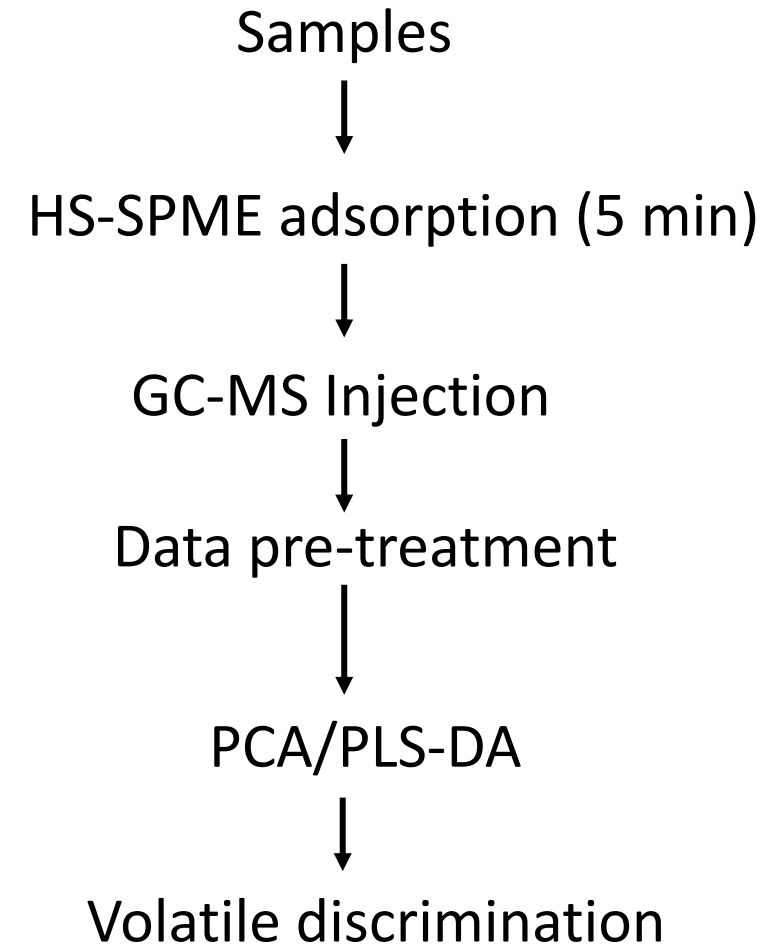 Samples
HS-SPME adsorption (5 min)
GC-MS Injection
Data pre-treatment
PCA/PLS-DA
Volatile discrimination